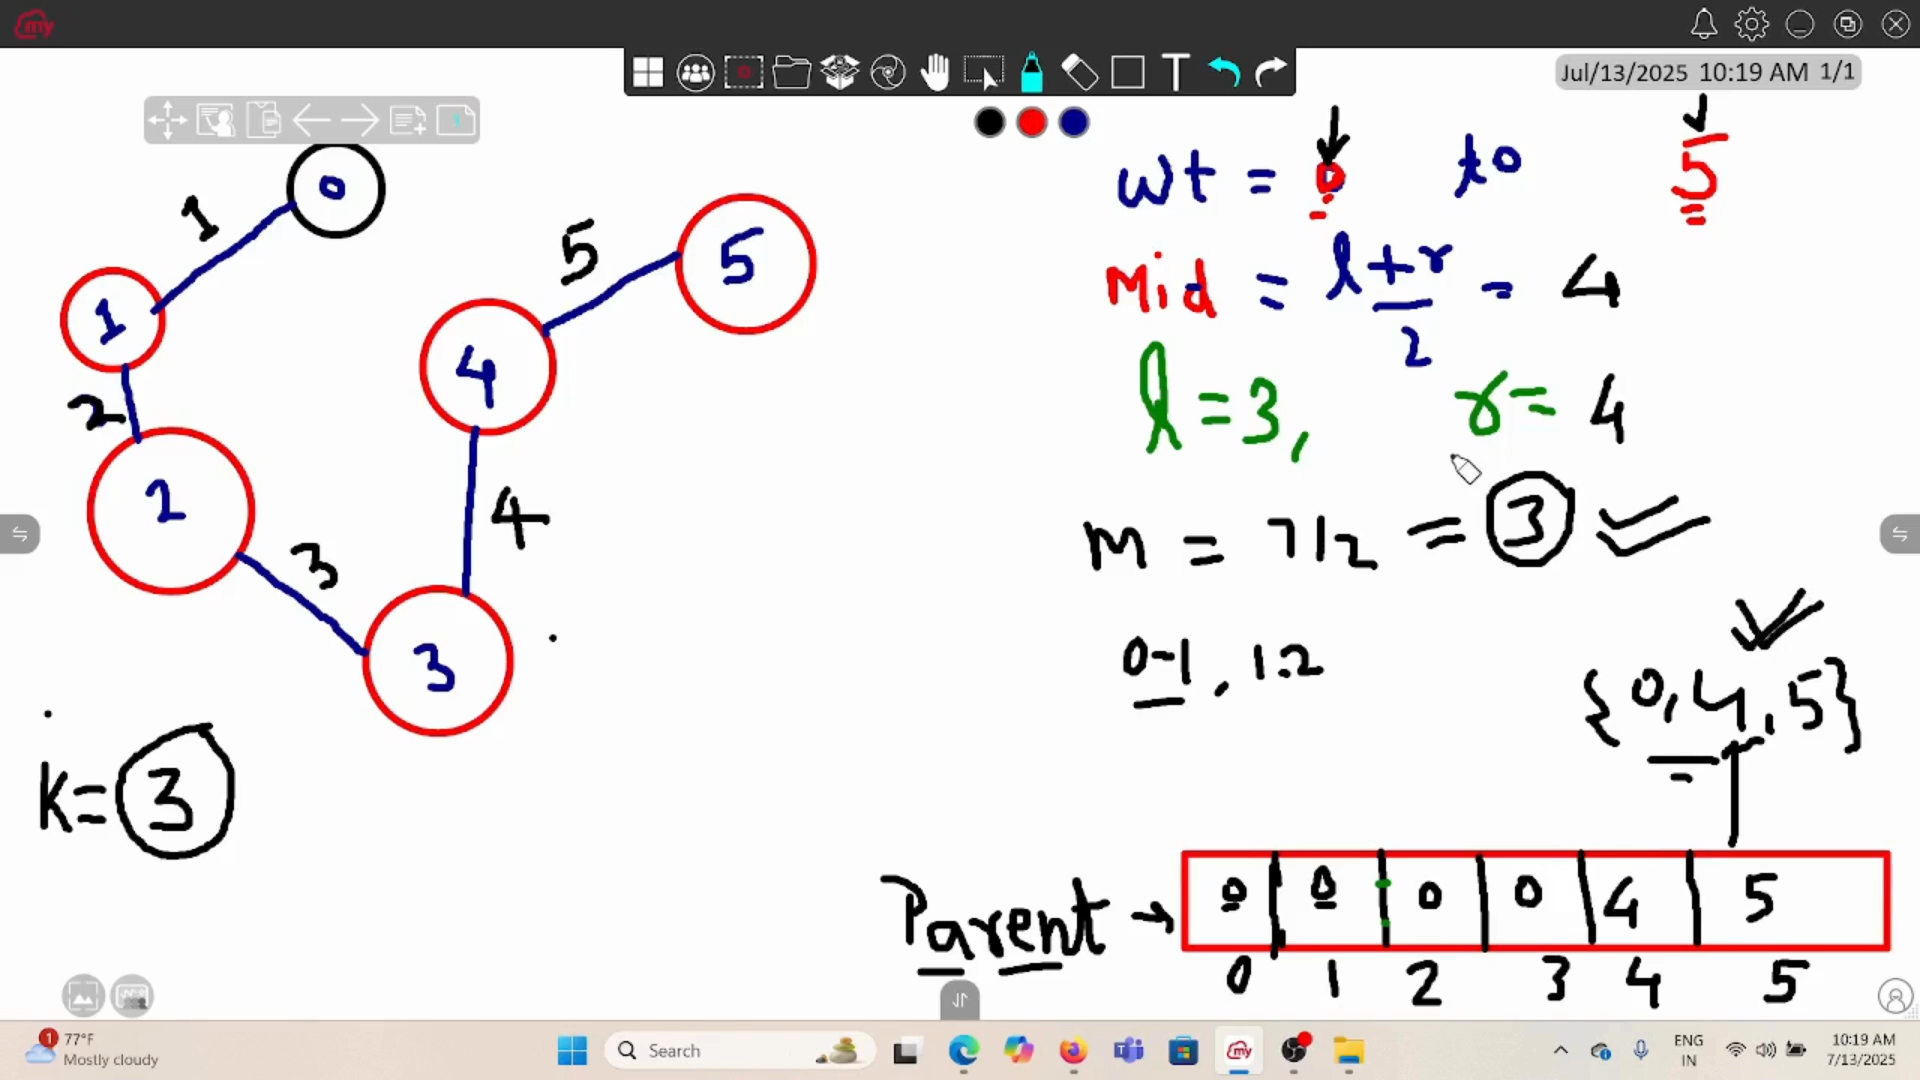 my
Jul/13/2025 10:19 AM 1/1
T
wt = 0 to 5
Mid = l+r/2 = 4
l = 3, r = 4
m = 7/2 = 3
0-1, 1-2
{0, 4, 5}
0
1
1
2
2
3
3
4
4
5
5
K= 3
Parent → 0 0 0 0 4 5
0 1 2 3 4 5
1
77°F
Mostly cloudy
Search
my
ENG
IN
10:19 AM
7/13/2025